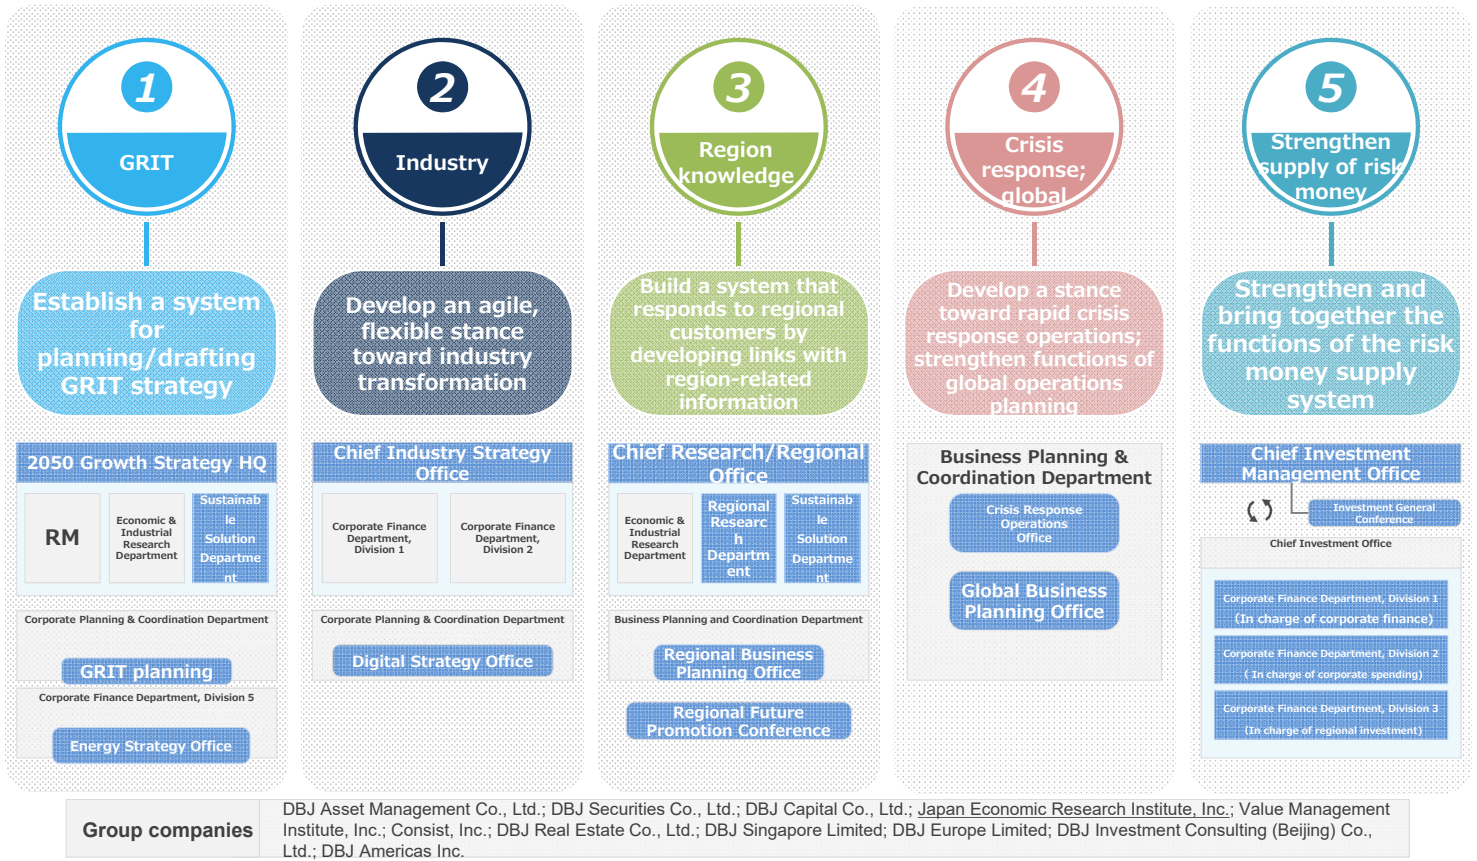 1
GRIT
Establish a system
for
planning/drafting
GRIT strategy
2050 Growth Strategy HQ
RM
Economic &
Industrial
Research
Department
Sustainab
le
Solution
Departme
nt
Corporate Planning & Coordination Department
GRIT planning
Corporate Finance Department, Division 5
Energy Strategy Office
2
Industry
Develop an agile,
flexible stance
toward industry
transformation
Chief Industry Strategy
Office
Corporate Finance
Department,
Division 1
Corporate Finance
Department,
Division 2
Corporate Planning & Coordination Department
Digital Strategy Office
3
Region
knowledge
Build a system that
responds to regional
customers by
developing links with
region-related
information
Chief Research/Regional
Office
Economic &
Industrial
Research
Department
Regional
Researc
h
Departm
ent
Sustainab
le
Solution
Departme
nt
Business Planning and Coordination Department
Regional Business
Planning Office
Regional Future
Promotion Conference
4
Crisis
response;
global
Develop a stance
toward rapid crisis
response operations;
strengthen functions of
global operations
planning
Business Planning &
Coordination Department
Crisis Response
Operations
Office
Global Business
Planning Office
5
Strengthen
supply of risk
money
Strengthen and
bring together the
functions of the risk
money supply
system
Chief Investment
Management Office
Investment General
Conference
Chief Investment Office
Corporate Finance Department, Division 1
(In charge of corporate finance)
Corporate Finance Department, Division 2
( In charge of corporate spending)
Corporate Finance Department, Division 3
(In charge of regional investment)
Group companies
DBJ Asset Management Co., Ltd.; DBJ Securities Co., Ltd.; DBJ Capital Co., Ltd.; Japan Economic Research Institute, Inc.; Value Management
Institute, Inc.; Consist, Inc.; DBJ Real Estate Co., Ltd.; DBJ Singapore Limited; DBJ Europe Limited; DBJ Investment Consulting (Beijing) Co.,
Ltd.; DBJ Americas Inc.